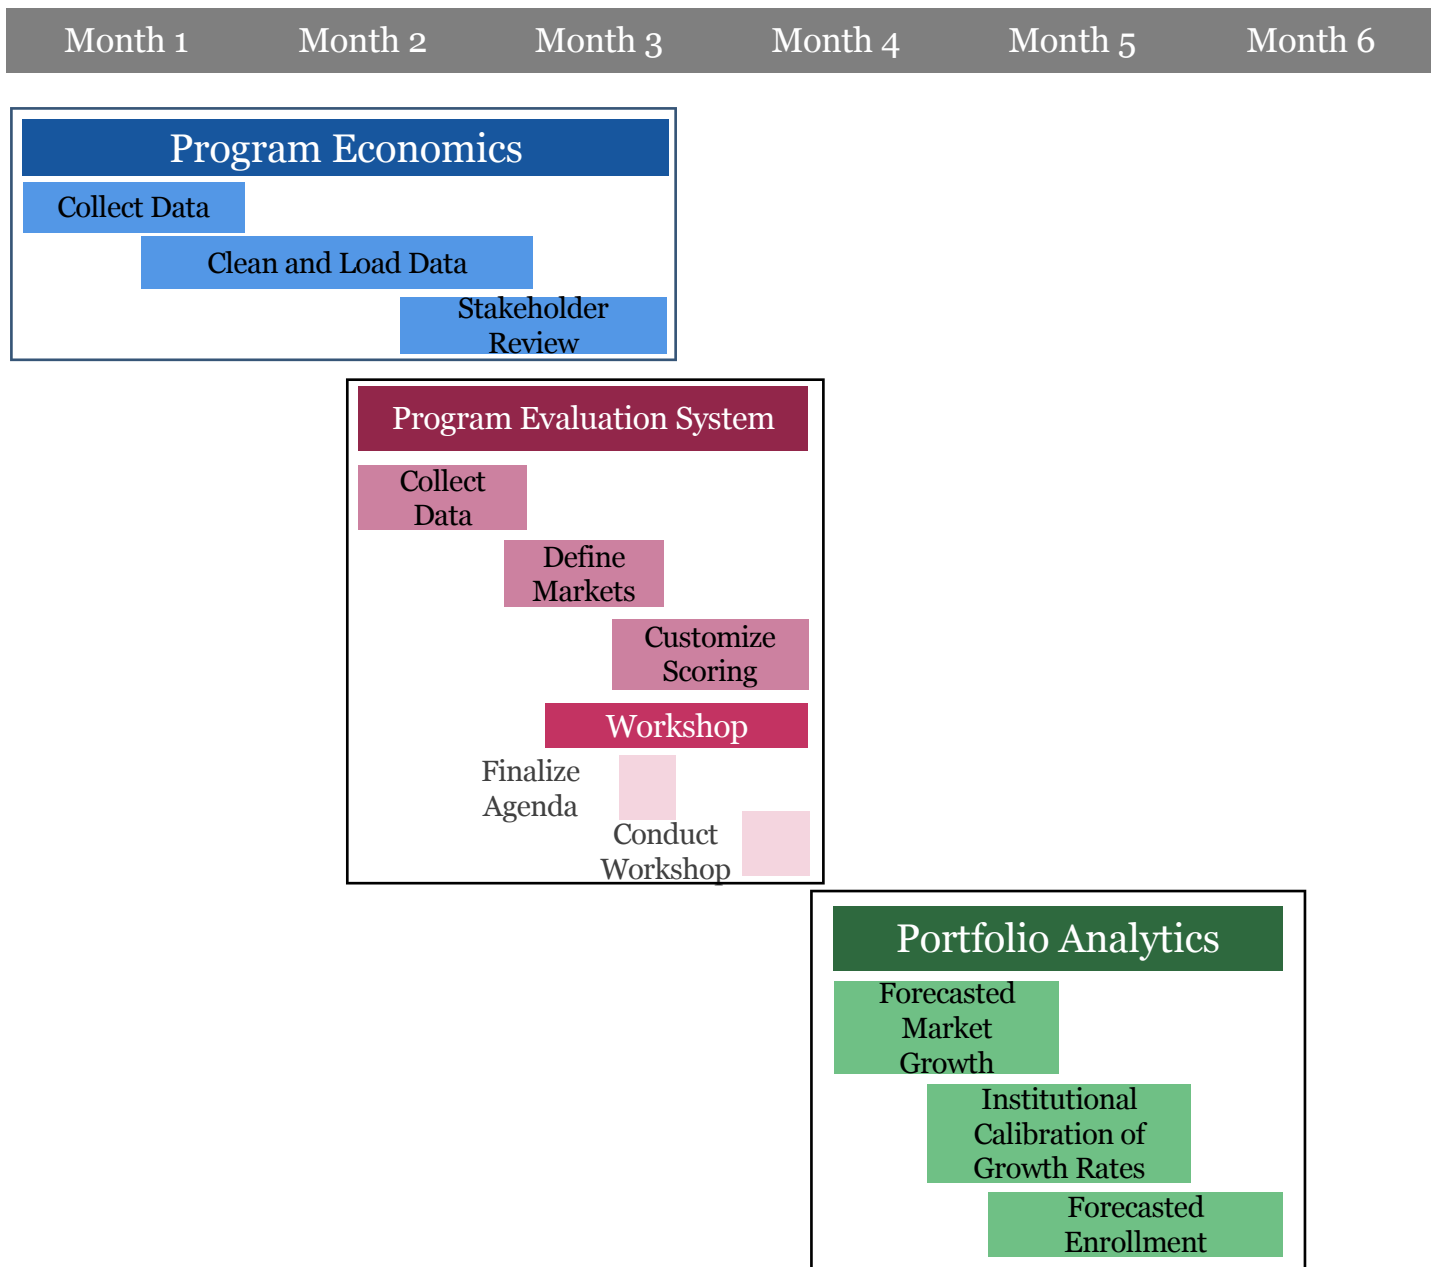 Month 1 Month 2 Month 3 Month 4 Month 5 Month 6
Program Economics
Collect Data
Clean and Load Data
Stakeholder
Review
Program Evaluation System
Collect
Data
Define
Markets
Customize
Scoring
Workshop
Finalize
Agenda
Conduct
Workshop
Portfolio Analytics
Forecasted
Market
Growth
Institutional
Calibration of
Growth Rates
Forecasted
Enrollment